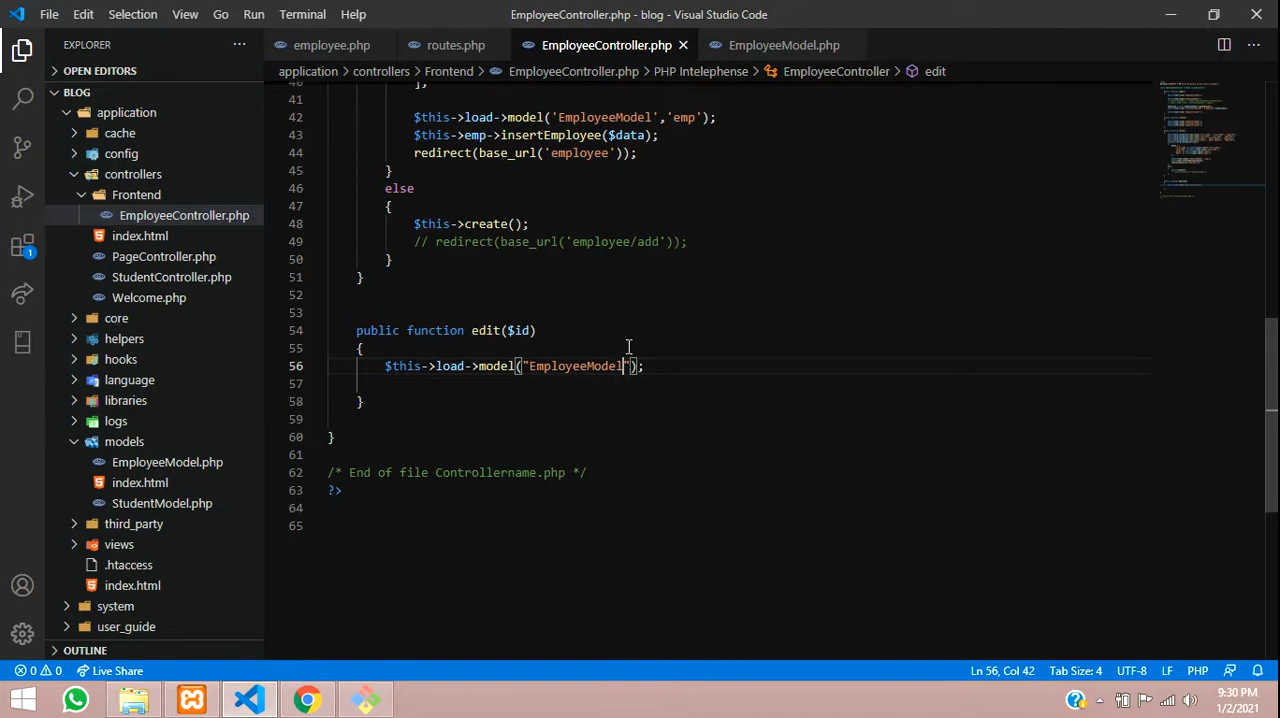 File Edit Selection View Go Run Terminal Help EmployeeController.php - blog - Visual Studio Code
EXPLORER ...
employee.php routes.php EmployeeController.php EmployeeModel.php
application > controllers > Frontend > EmployeeController.php > PHP Intelephense > EmployeeController > edit
OPEN EDITORS
BLOG
application
cache
config
controllers
Frontend
EmployeeController.php
index.html
PageController.php
StudentController.php
Welcome.php
core
helpers
hooks
language
libraries
logs
models
EmployeeModel.php
index.html
StudentModel.php
third_party
views
.htaccess
index.html
system
user_guide
OUTLINE
1
40 ];
41
42 $this->load->model('EmployeeModel','emp');
43 $this->emp->insertEmployee($data);
44 redirect(base_url('employee'));
45 }
46 else
47 {
48 $this->create();
49 // redirect(base_url('employee/add'));
50 }
51 }
52
53
54 public function edit($id)
55 {
56 $this->load->model("EmployeeModel");
57
58 }
59
60 }
61
62 /* End of file Controllername.php */
63 ?>
64
65
0 0 Live Share Ln 56, Col 42 Tab Size: 4 UTF-8 LF PHP
9:30 PM
1/2/2021